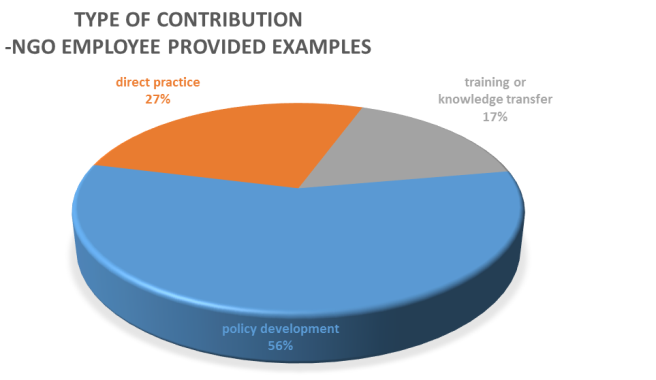 TYPE OF CONTRIBUTION
-NGO EMPLOYEE PROVIDED EXAMPLES
direct practice
27%
training or
knowledge transfer
17%
policy development
56%